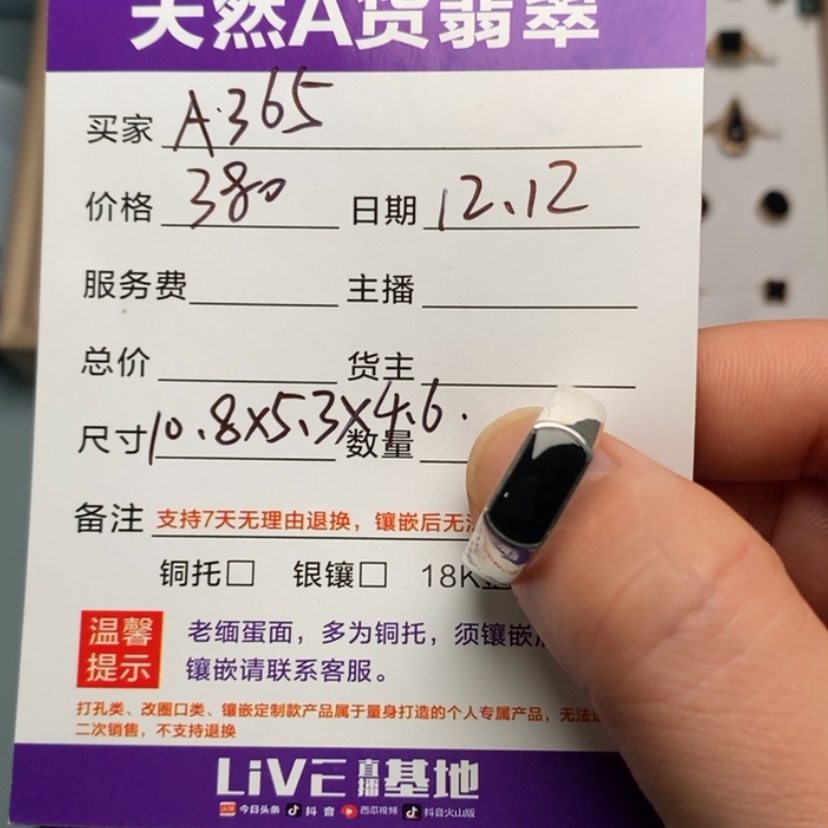 天然A货翡翠
买家 A.365
价格 380 日期 12.12
服务费 主播
总价 货主
尺寸 10.8x5.3x4.6. 数量
备注 支持7天无理由退换，镶嵌后无
铜托□ 银镶□ 18K
温馨提示
老缅蛋面，多为铜托，须镶嵌
镶嵌请联系客服。
打孔类、改圈口类、镶嵌定制款产品属于量身打造的个人专属产品，无法
二次销售，不支持退换
LiVE直播基地
头条 今日头条 抖音 西瓜视频 抖音火山版